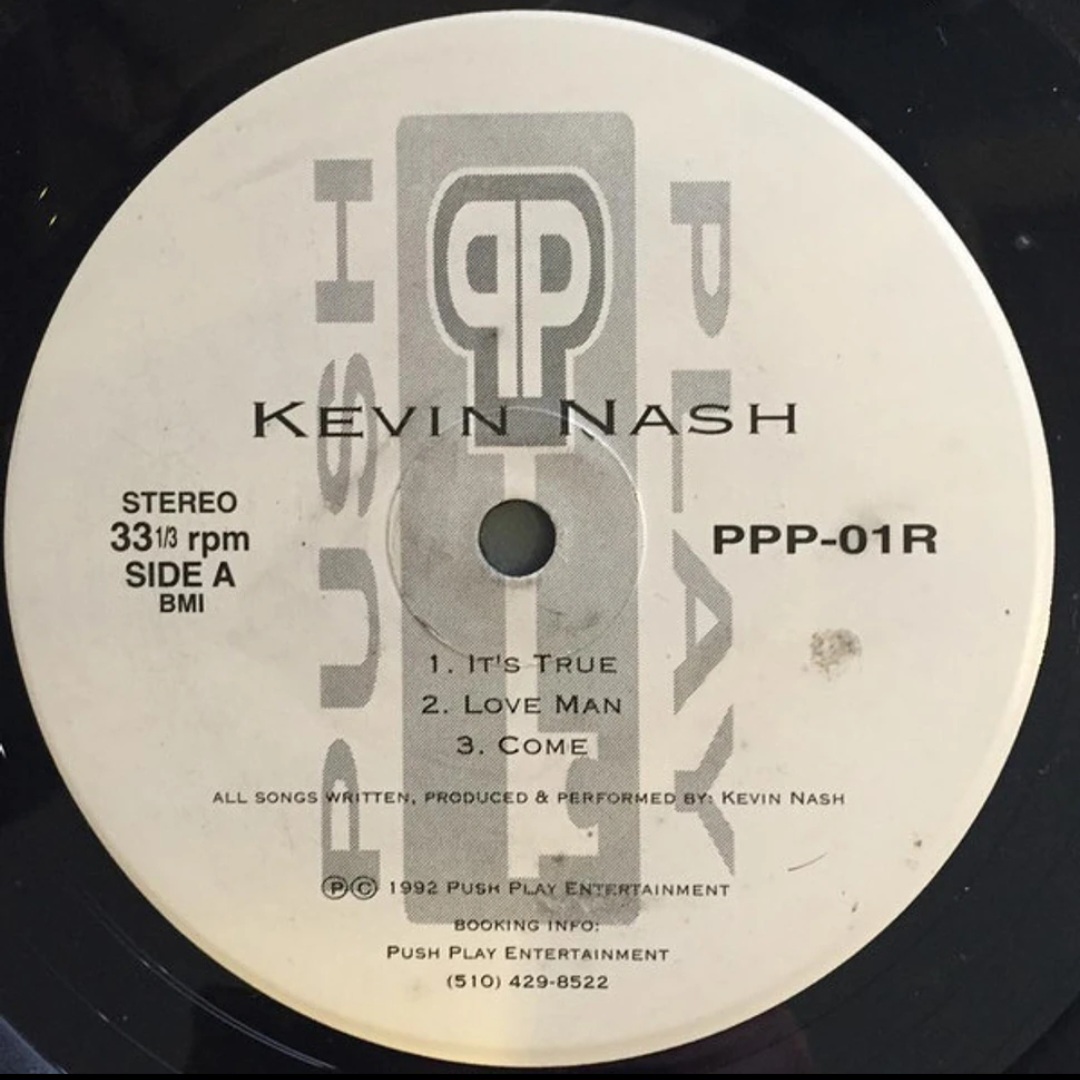 PUSH
PLAY
PP
Kevin Nash
STEREO
33 1/3 rpm
SIDE A
BMI
PPP-01R
1. It's True
2. Love Man
3. Come
ALL SONGS WRITTEN, PRODUCED & PERFORMED BY: KEVIN NASH
Ⓟ© 1992 Push Play Entertainment
BOOKING INFO:
Push Play Entertainment
(510) 429-8522